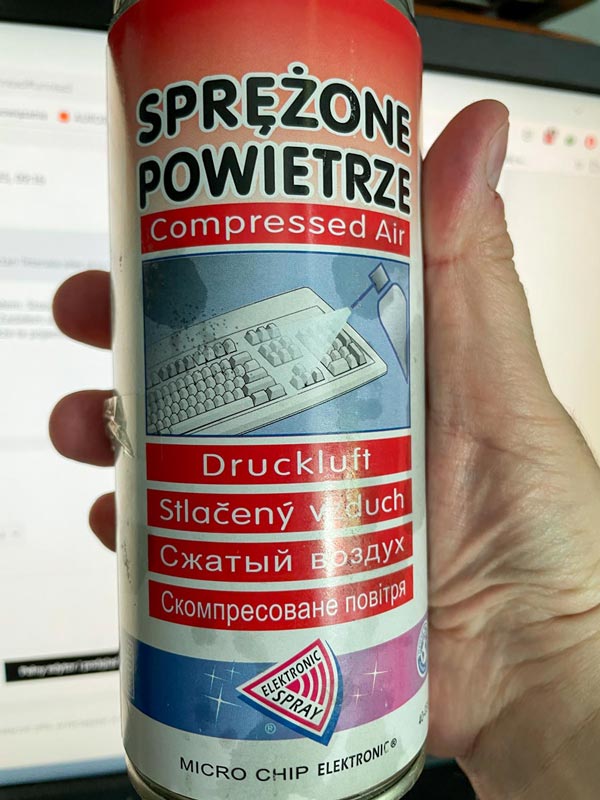 SPRĘŻONE
POWIETRZE
Compressed Air
Druckluft
Stlačený vzduch
Сжатый воздух
Скомпресоване повітря
ELEKTRONIC
SPRAY
®
MICRO CHIP ELEKTRONIC®